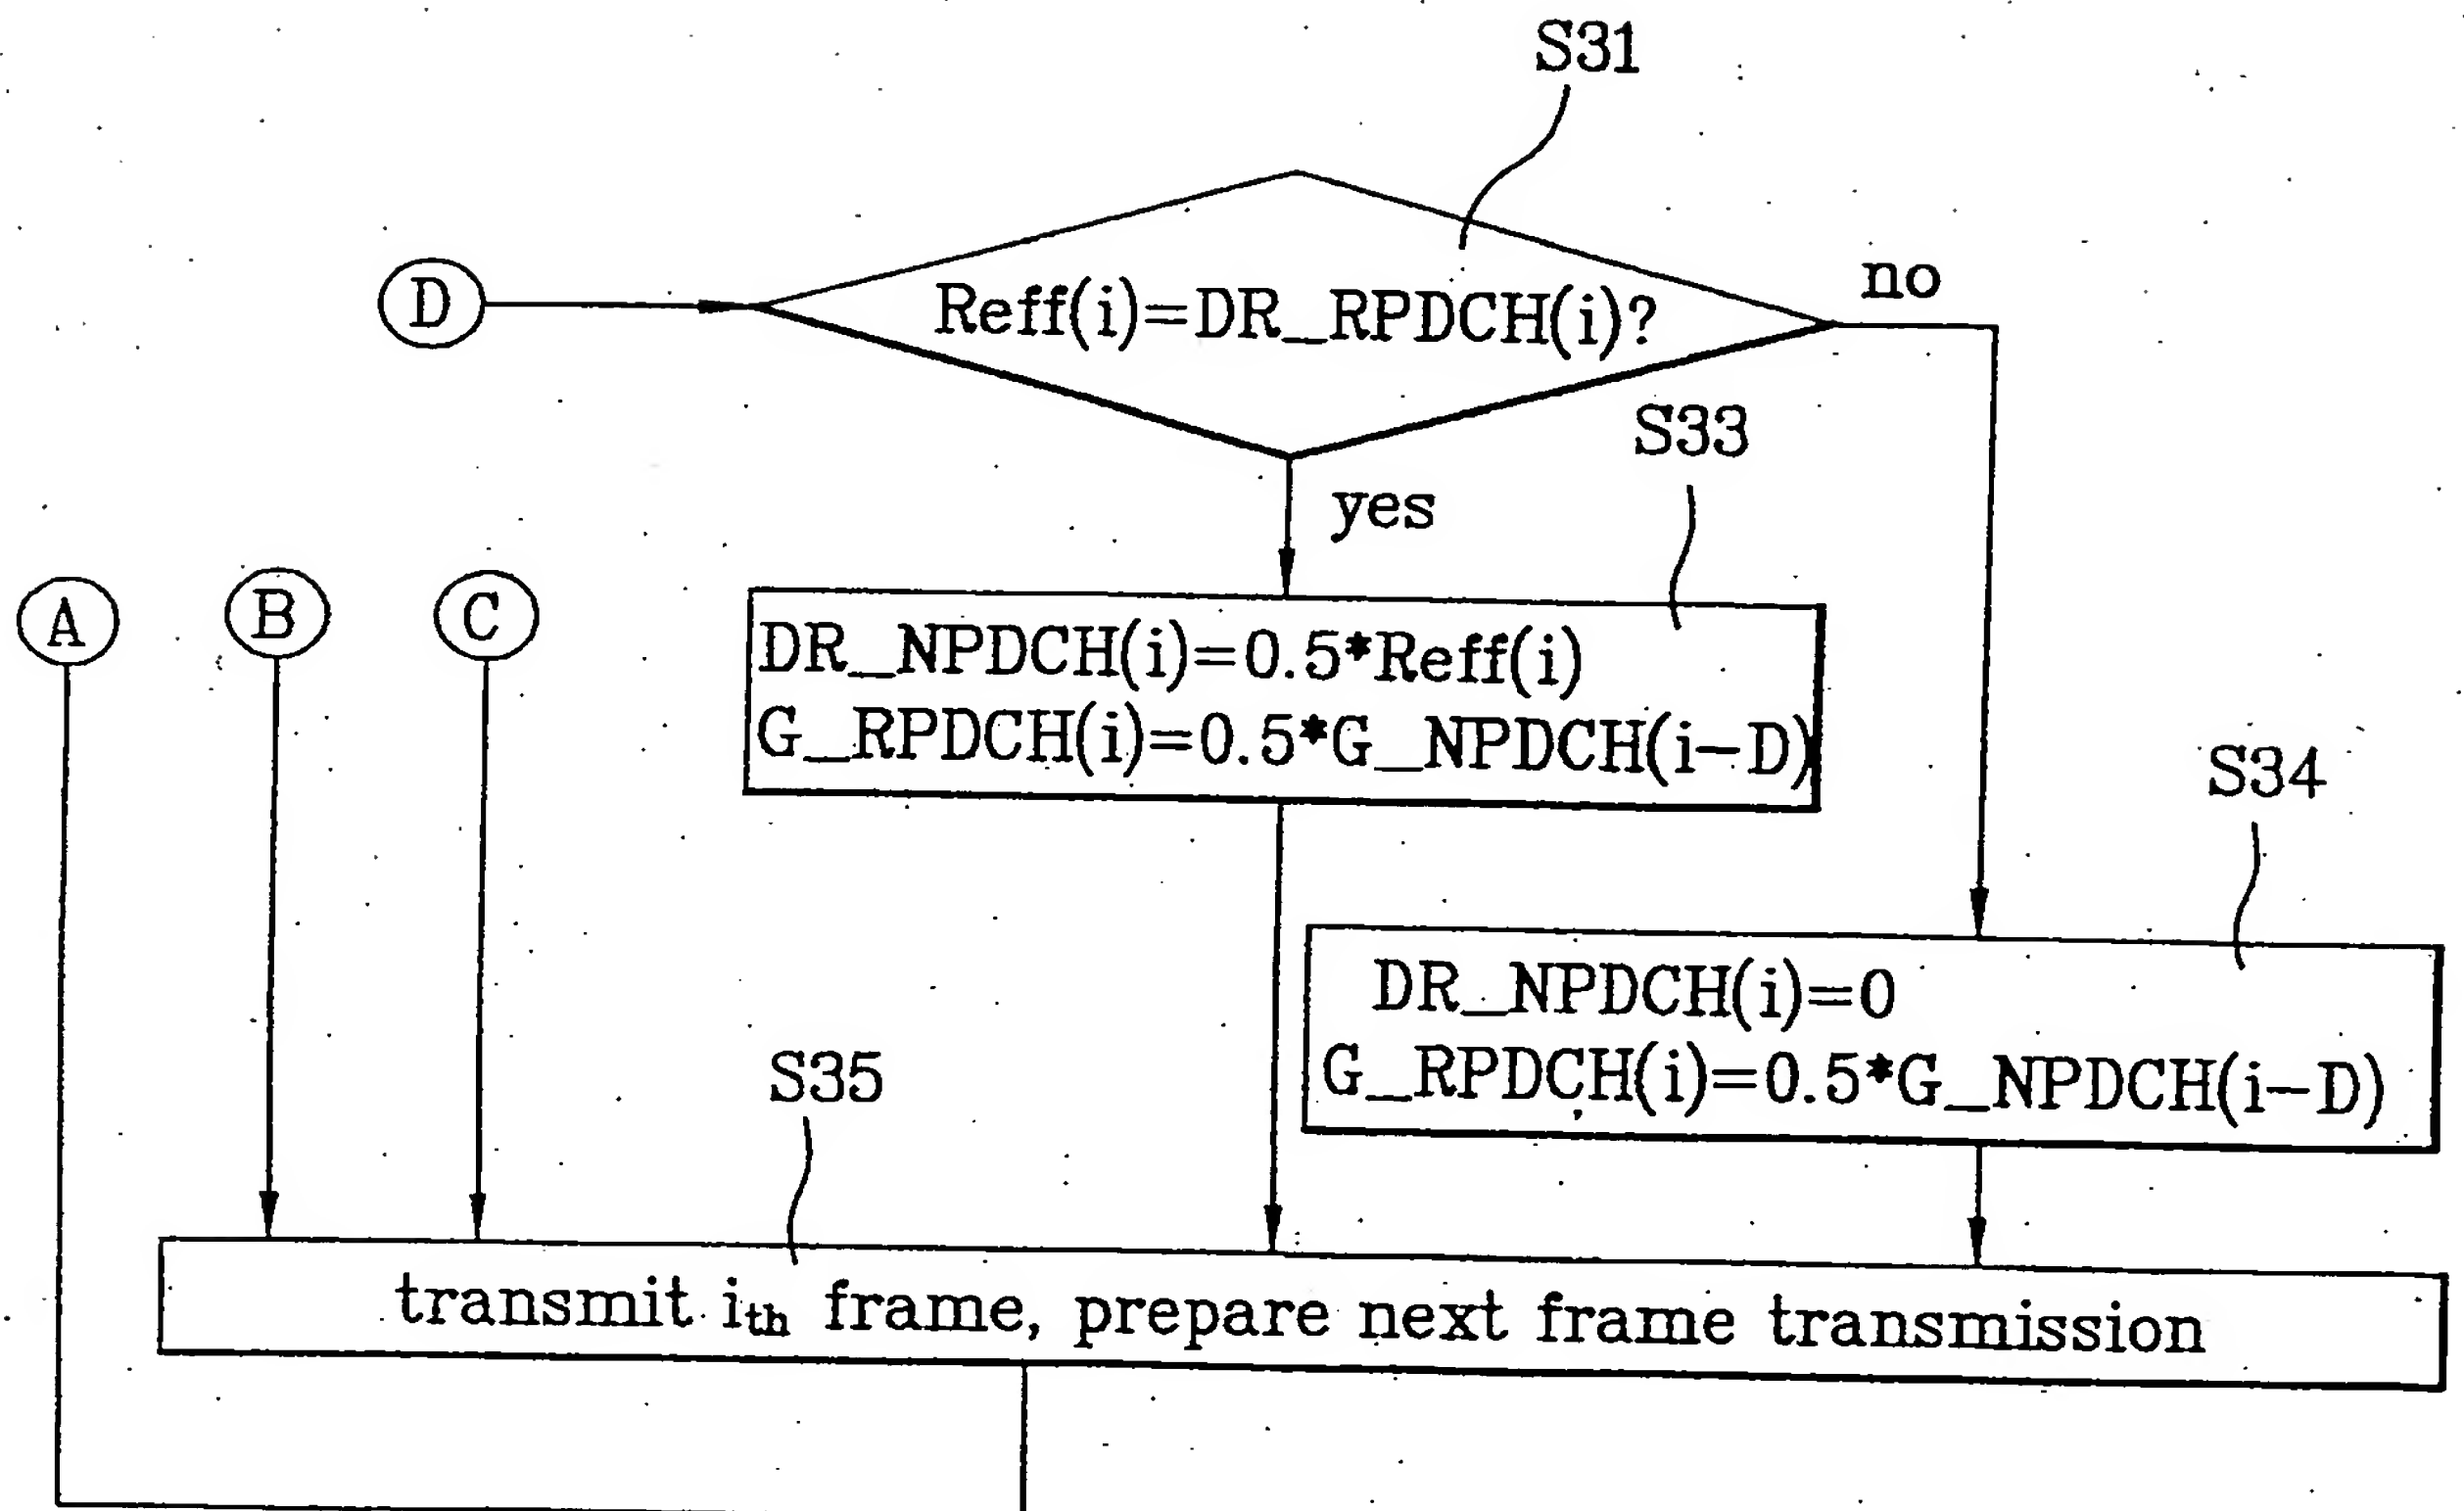 S31
D
Reff(i)=DR_RPDCH(i)?
no
S33
yes
A
B
C
DR_NPDCH(i)=0.5*Reff(i)
G_RPDCH(i)=0.5*G_NPDCH(i-D)
S34
DR_NPDCH(i)=0
G_RPDCH(i)=0.5*G_NPDCH(i-D)
S35
transmit ith frame, prepare next frame transmission